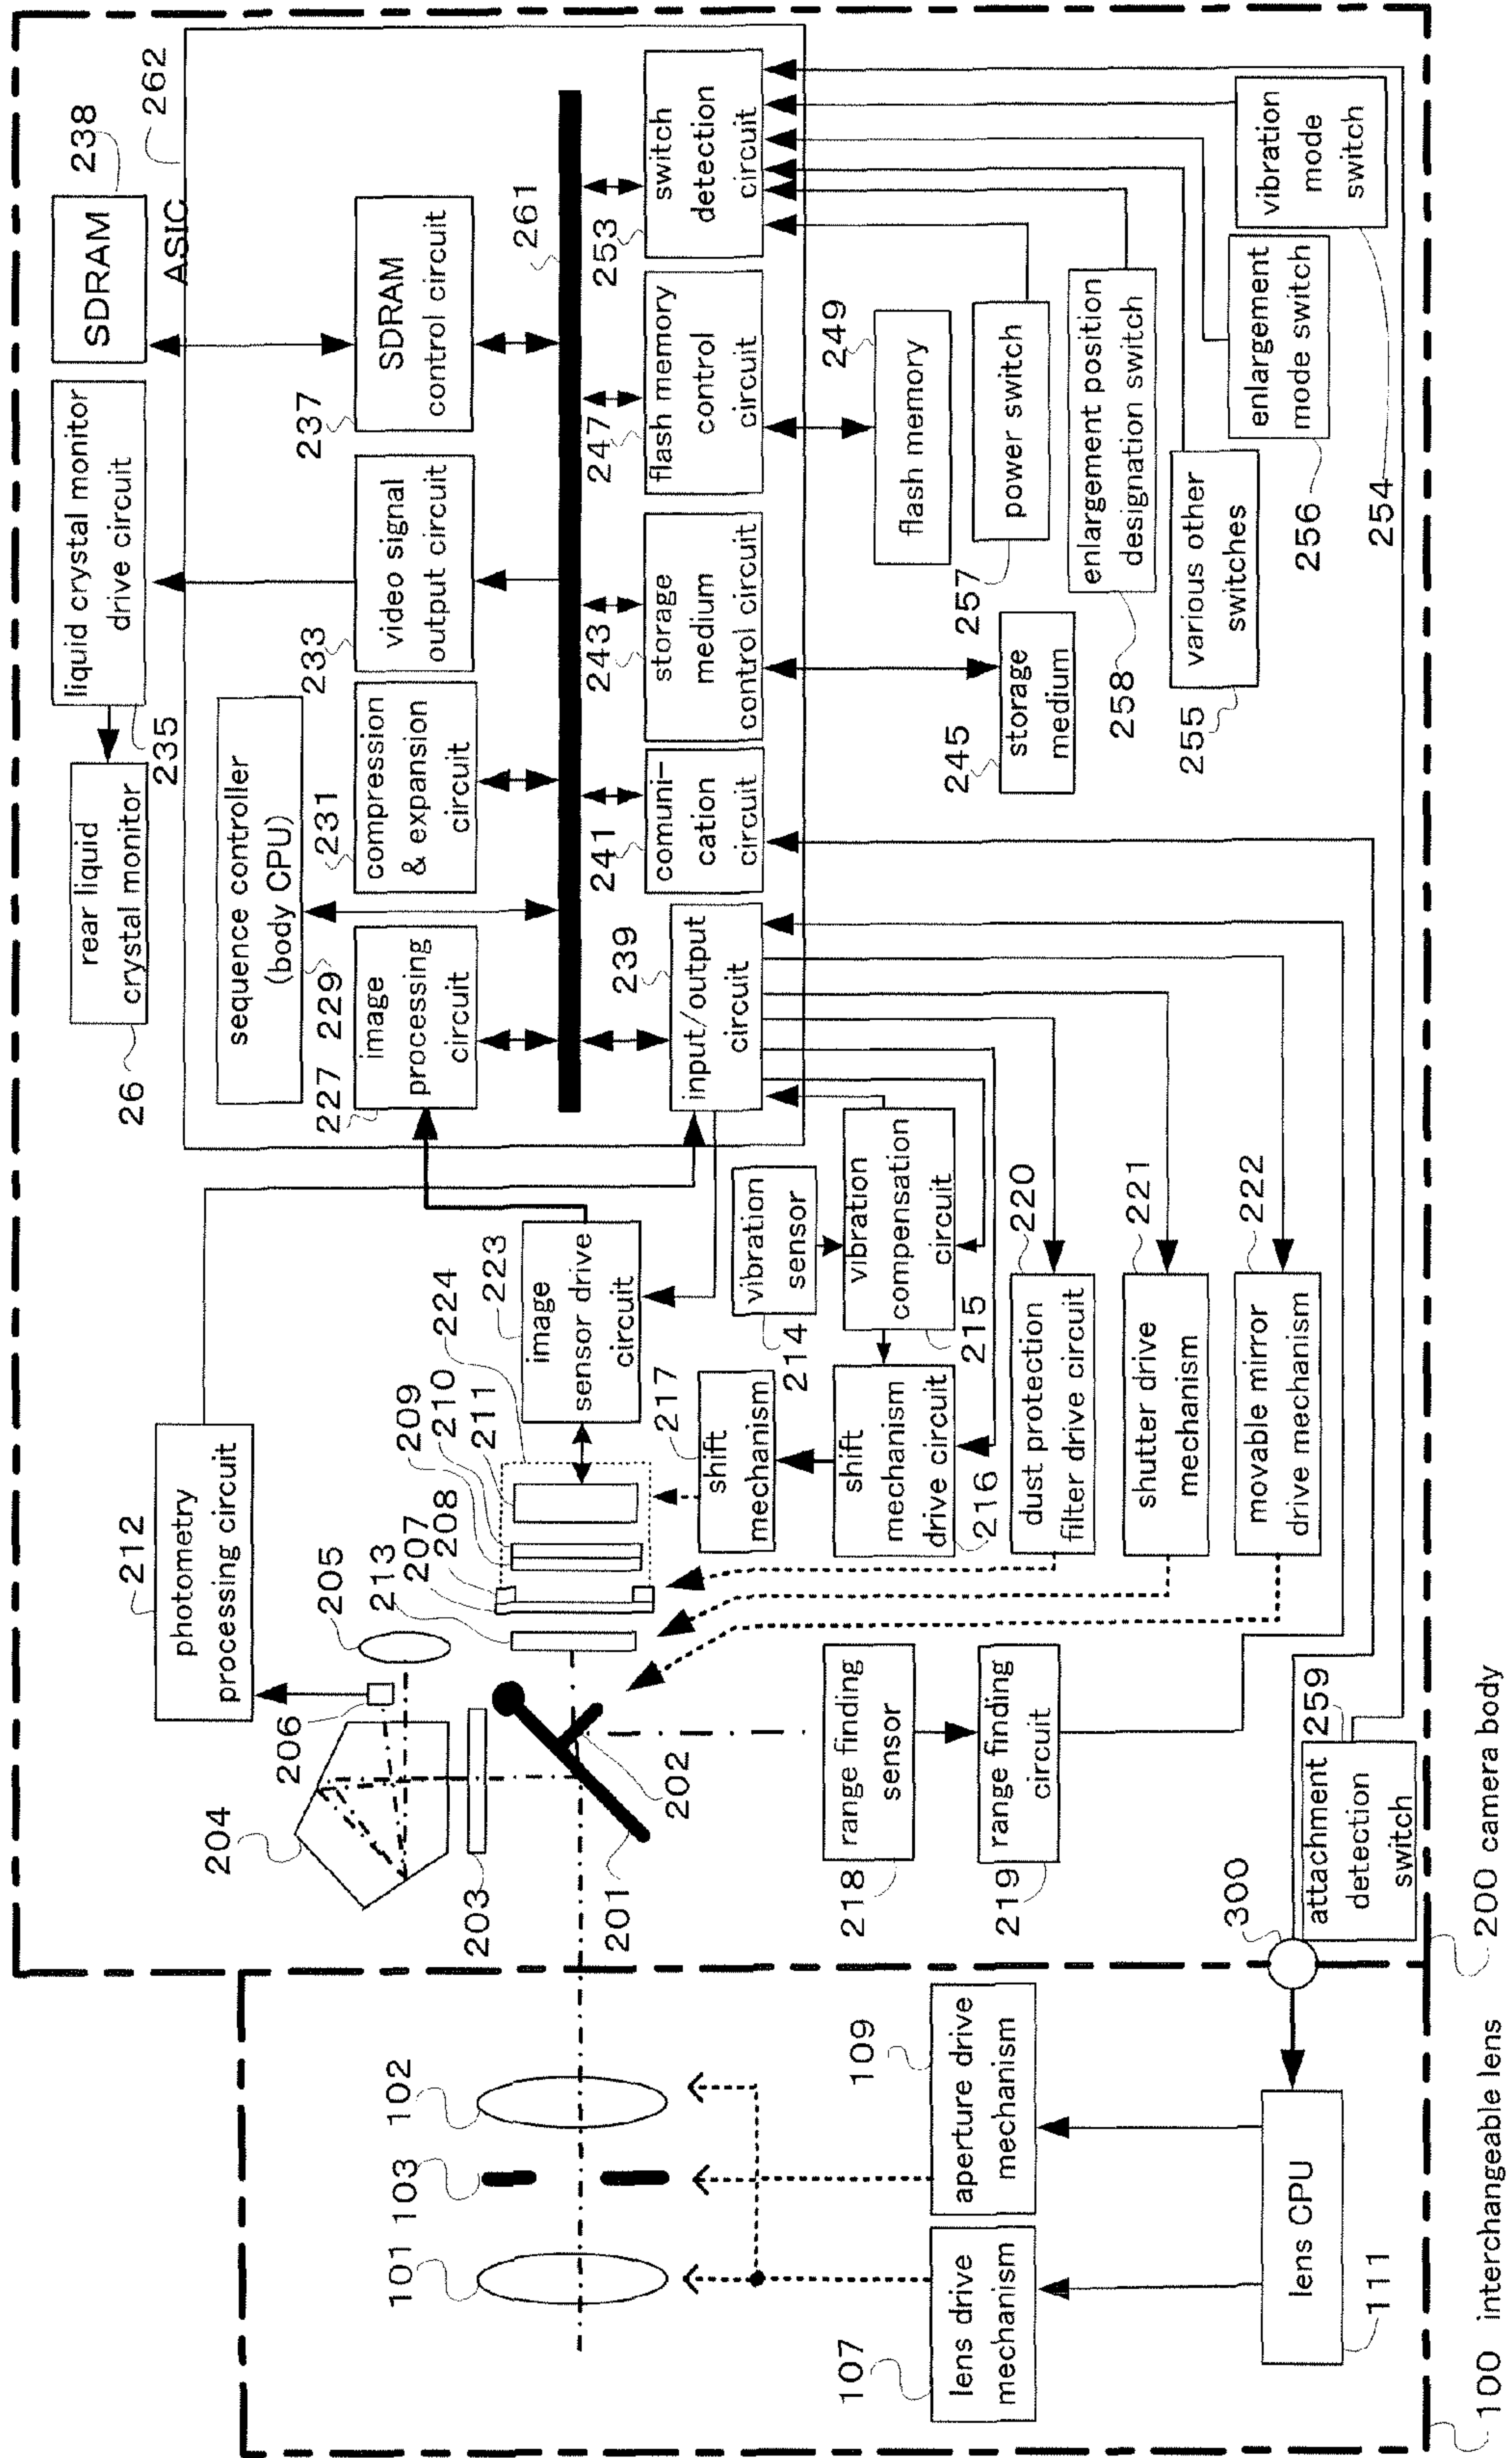 262
238
SDRAM
ASIC
liquid crystal monitor
drive circuit
235
rear liquid
crystal monitor
26
sequence controller
(body CPU)
229
237
SDRAM
control circuit
233
video signal
output circuit
231
compression
& expansion
circuit
227
image
processing
circuit
261
253
switch
detection
circuit
247
flash memory
control
circuit
243
storage
medium
control circuit
241
comuni-
cation
circuit
239
input/output
circuit
249
flash memory
257
power switch
245
storage
medium
258
enlargement position
designation switch
255
various other
switches
256
enlargement
mode switch
254
vibration
mode
switch
212
photometry
processing circuit
205
206
204
203
213
207
208
209
210
211
224
223
image
sensor drive
circuit
201
202
214
vibration
sensor
215
vibration
compensation
circuit
217
shift
mechanism
216
shift
mechanism
drive circuit
220
dust protection
filter drive circuit
221
shutter drive
mechanism
222
movable mirror
drive mechanism
218
range finding
sensor
219
range finding
circuit
259
attachment
detection
switch
300
101
103
102
107
lens drive
mechanism
109
aperture drive
mechanism
111
lens CPU
100 interchangeable lens
200 camera body